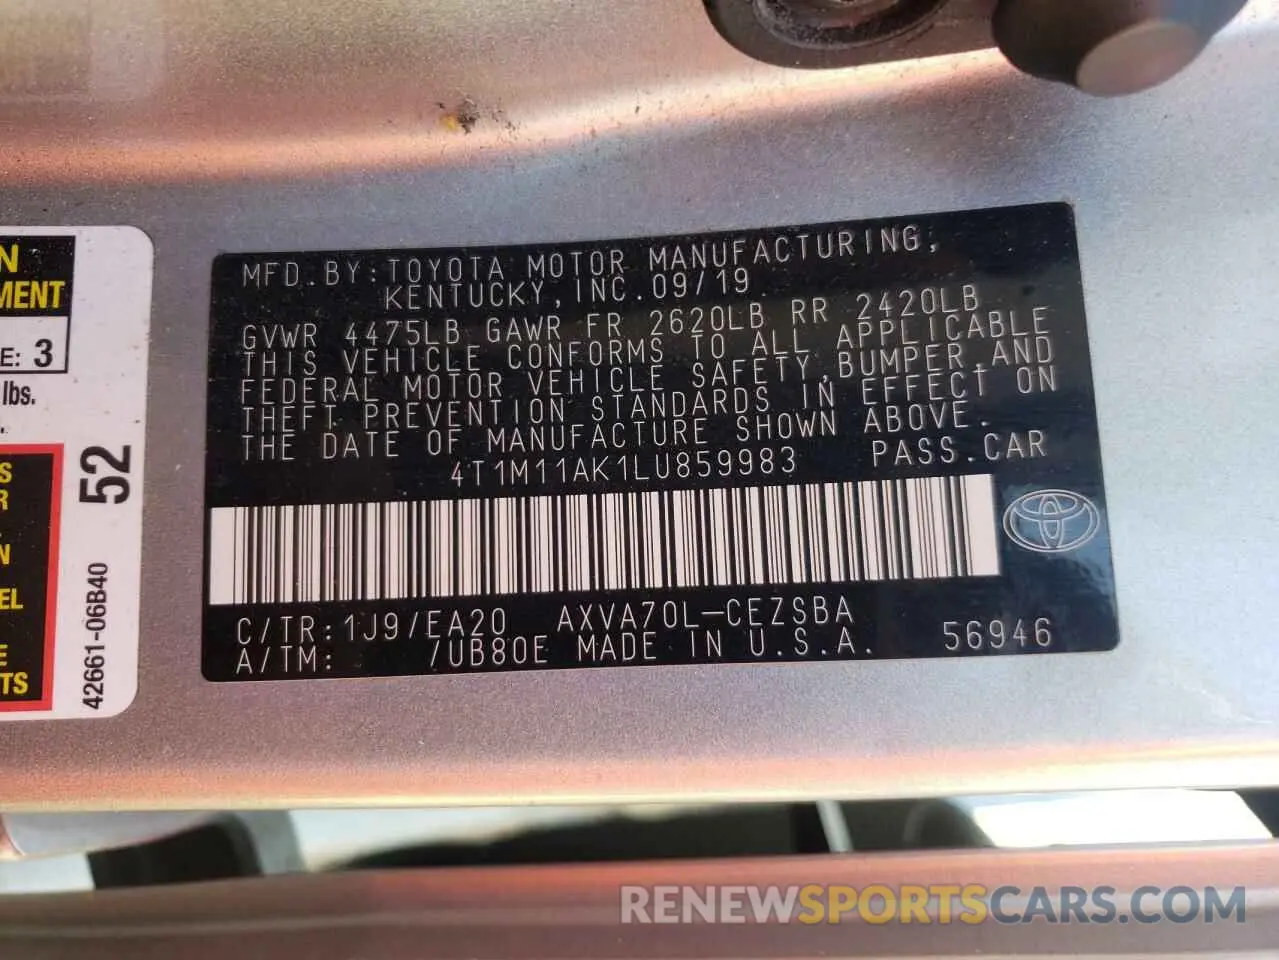 MFD.BY:TOYOTA MOTOR MANUFACTURING,
KENTUCKY,INC.09/19
GVWR 4475LB GAWR FR 2620LB RR 2420LB
THIS VEHICLE CONFORMS TO ALL APPLICABLE
FEDERAL MOTOR VEHICLE SAFETY,BUMPER,AND
THEFT PREVENTION STANDARDS IN EFFECT ON
THE DATE OF MANUFACTURE SHOWN ABOVE.
4T1M11AK1LU859983 PASS.CAR
C/TR:1J9/EA20 AXVA70L-CEZSBA
A/TM: /UB80E MADE IN U.S.A. 56946
N
MENT
E: 3
lbs.
S
R
N
EL
E
TS
52
42661-06B40
RENEWSPORTSCARS.COM